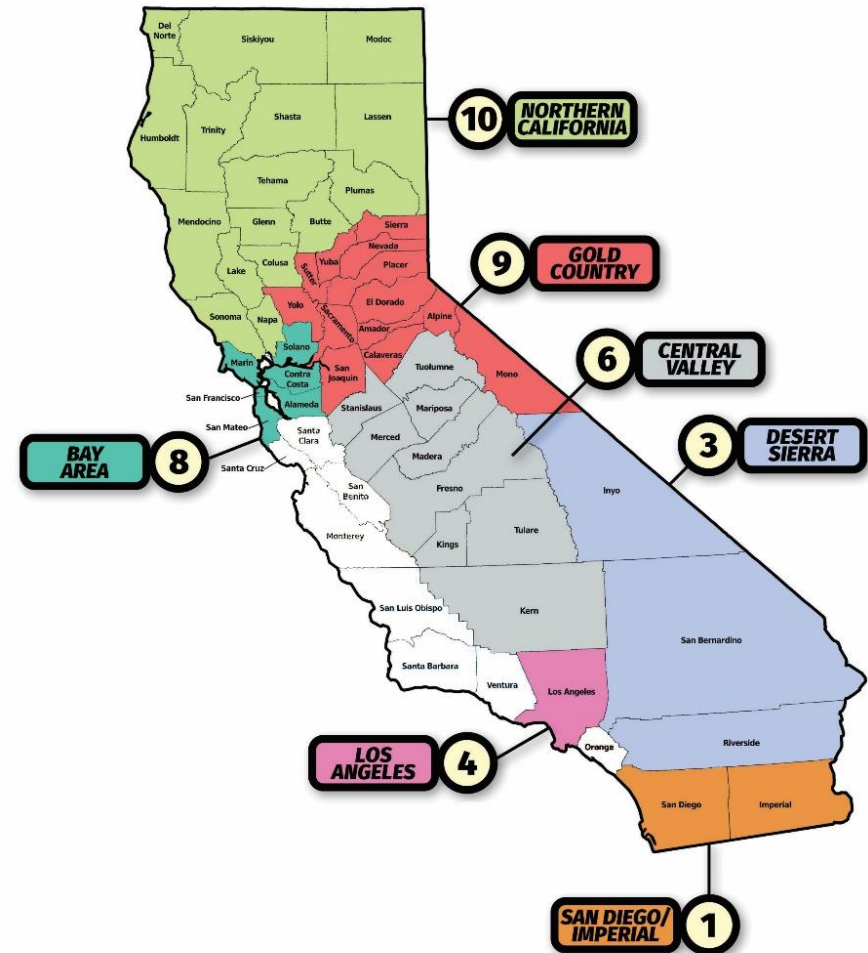 Del
Norte
Siskiyou
Modoc
Humboldt
Trinity
Shasta
Lassen
10
NORTHERN
CALIFORNIA
Tehama
Plumas
Mendocino
Glenn
Butte
Sierra
Nevada
Colusa
Sutter
Yuba
Placer
Lake
9
GOLD
COUNTRY
Yolo
El Dorado
Sonoma
Napa
Sacramento
Amador
Alpine
Solano
Calaveras
Marin
Contra
Costa
San
Joaquin
Tuolumne
Mono
6
CENTRAL
VALLEY
San Francisco
Alameda
Stanislaus
Mariposa
San Mateo
Santa
Clara
Merced
3
DESERT
SIERRA
BAY
AREA
8
Santa Cruz
Madera
San
Benito
Fresno
Inyo
Monterey
Kings
Tulare
San Luis Obispo
Kern
San Bernardino
Santa Barbara
Ventura
Los Angeles
Orange
Riverside
LOS
ANGELES
4
San Diego
Imperial
SAN DIEGO/
IMPERIAL
1